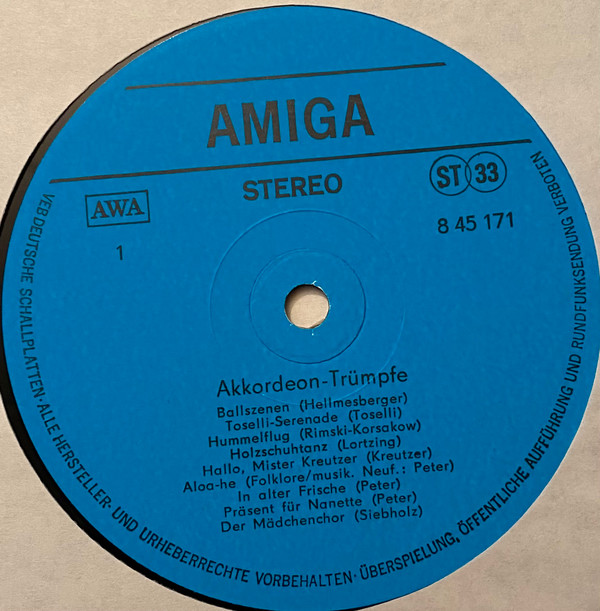 AMIGA
STEREO
ST 33
AWA
8 45 171
1
Akkordeon-Trümpfe
Ballszenen (Hellmesberger)
Toselli-Serenade (Toselli)
Hummelflug (Rimski-Korsakow)
Holzschuhtanz (Lortzing)
Hallo, Mister Kreutzer (Kreutzer)
Aloa-he (Folklore/musik. Neuf.: Peter)
In alter Frische (Peter)
Präsent für Nanette (Peter)
Der Mädchenchor (Siebholz)
VEB DEUTSCHE SCHALLPLATTEN · ALLE HERSTELLER- UND URHEBERRECHTE VORBEHALTEN · ÜBERSPIELUNG, ÖFFENTLICHE AUFFÜHRUNG UND RUNDFUNKSENDUNG VERBOTEN